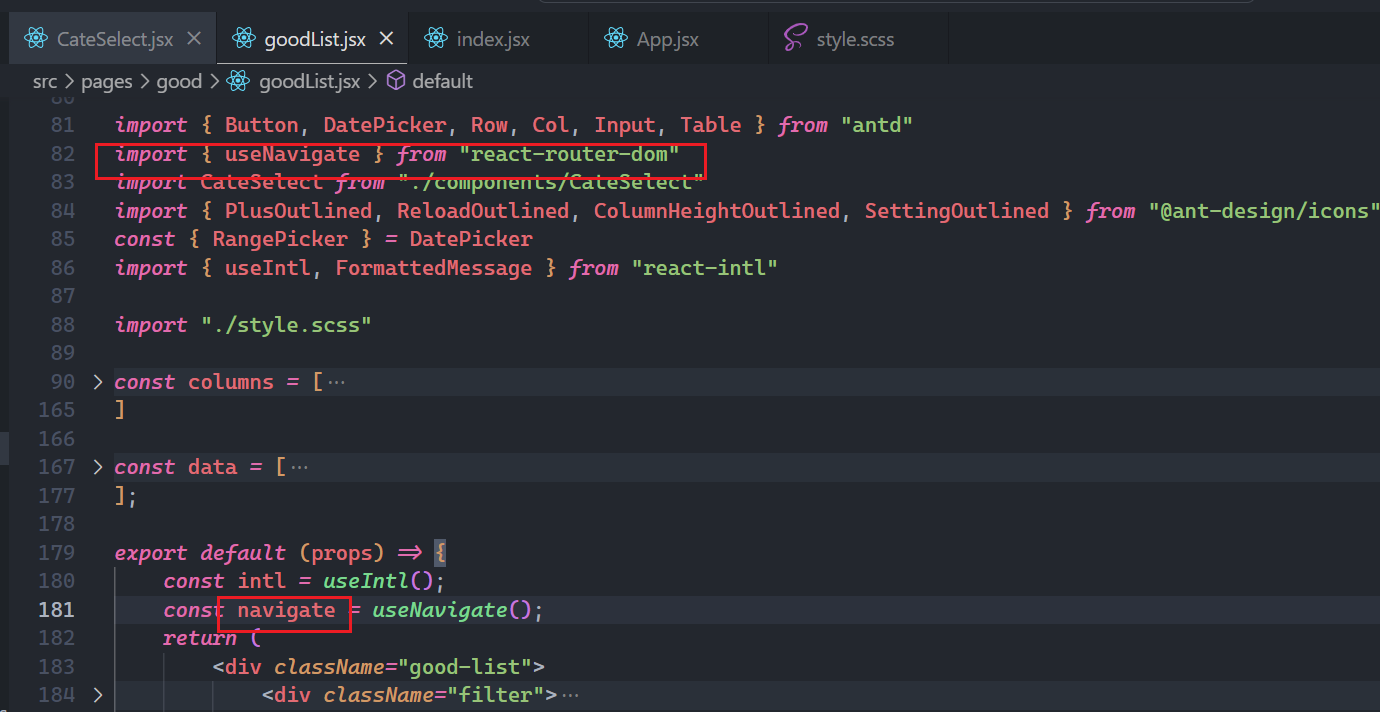 CateSelect.jsx
goodList.jsx
index.jsx
App.jsx
style.scss
src > pages > good > goodList.jsx > default
80
81 import { Button, DatePicker, Row, Col, Input, Table } from "antd"
82 import { useNavigate } from "react-router-dom"
83 import CateSelect from "./components/CateSelect"
84 import { PlusOutlined, ReloadOutlined, ColumnHeightOutlined, SettingOutlined } from "@ant-design/icons"
85 const { RangePicker } = DatePicker
86 import { useIntl, FormattedMessage } from "react-intl"
87
88 import "./style.scss"
89
90 const columns = [ ···
165 ]
166
167 const data = [ ···
177 ];
178
179 export default (props) => {
180 const intl = useIntl();
181 const navigate = useNavigate();
182 return (
183 <div className="good-list">
184 <div className="filter"> ···